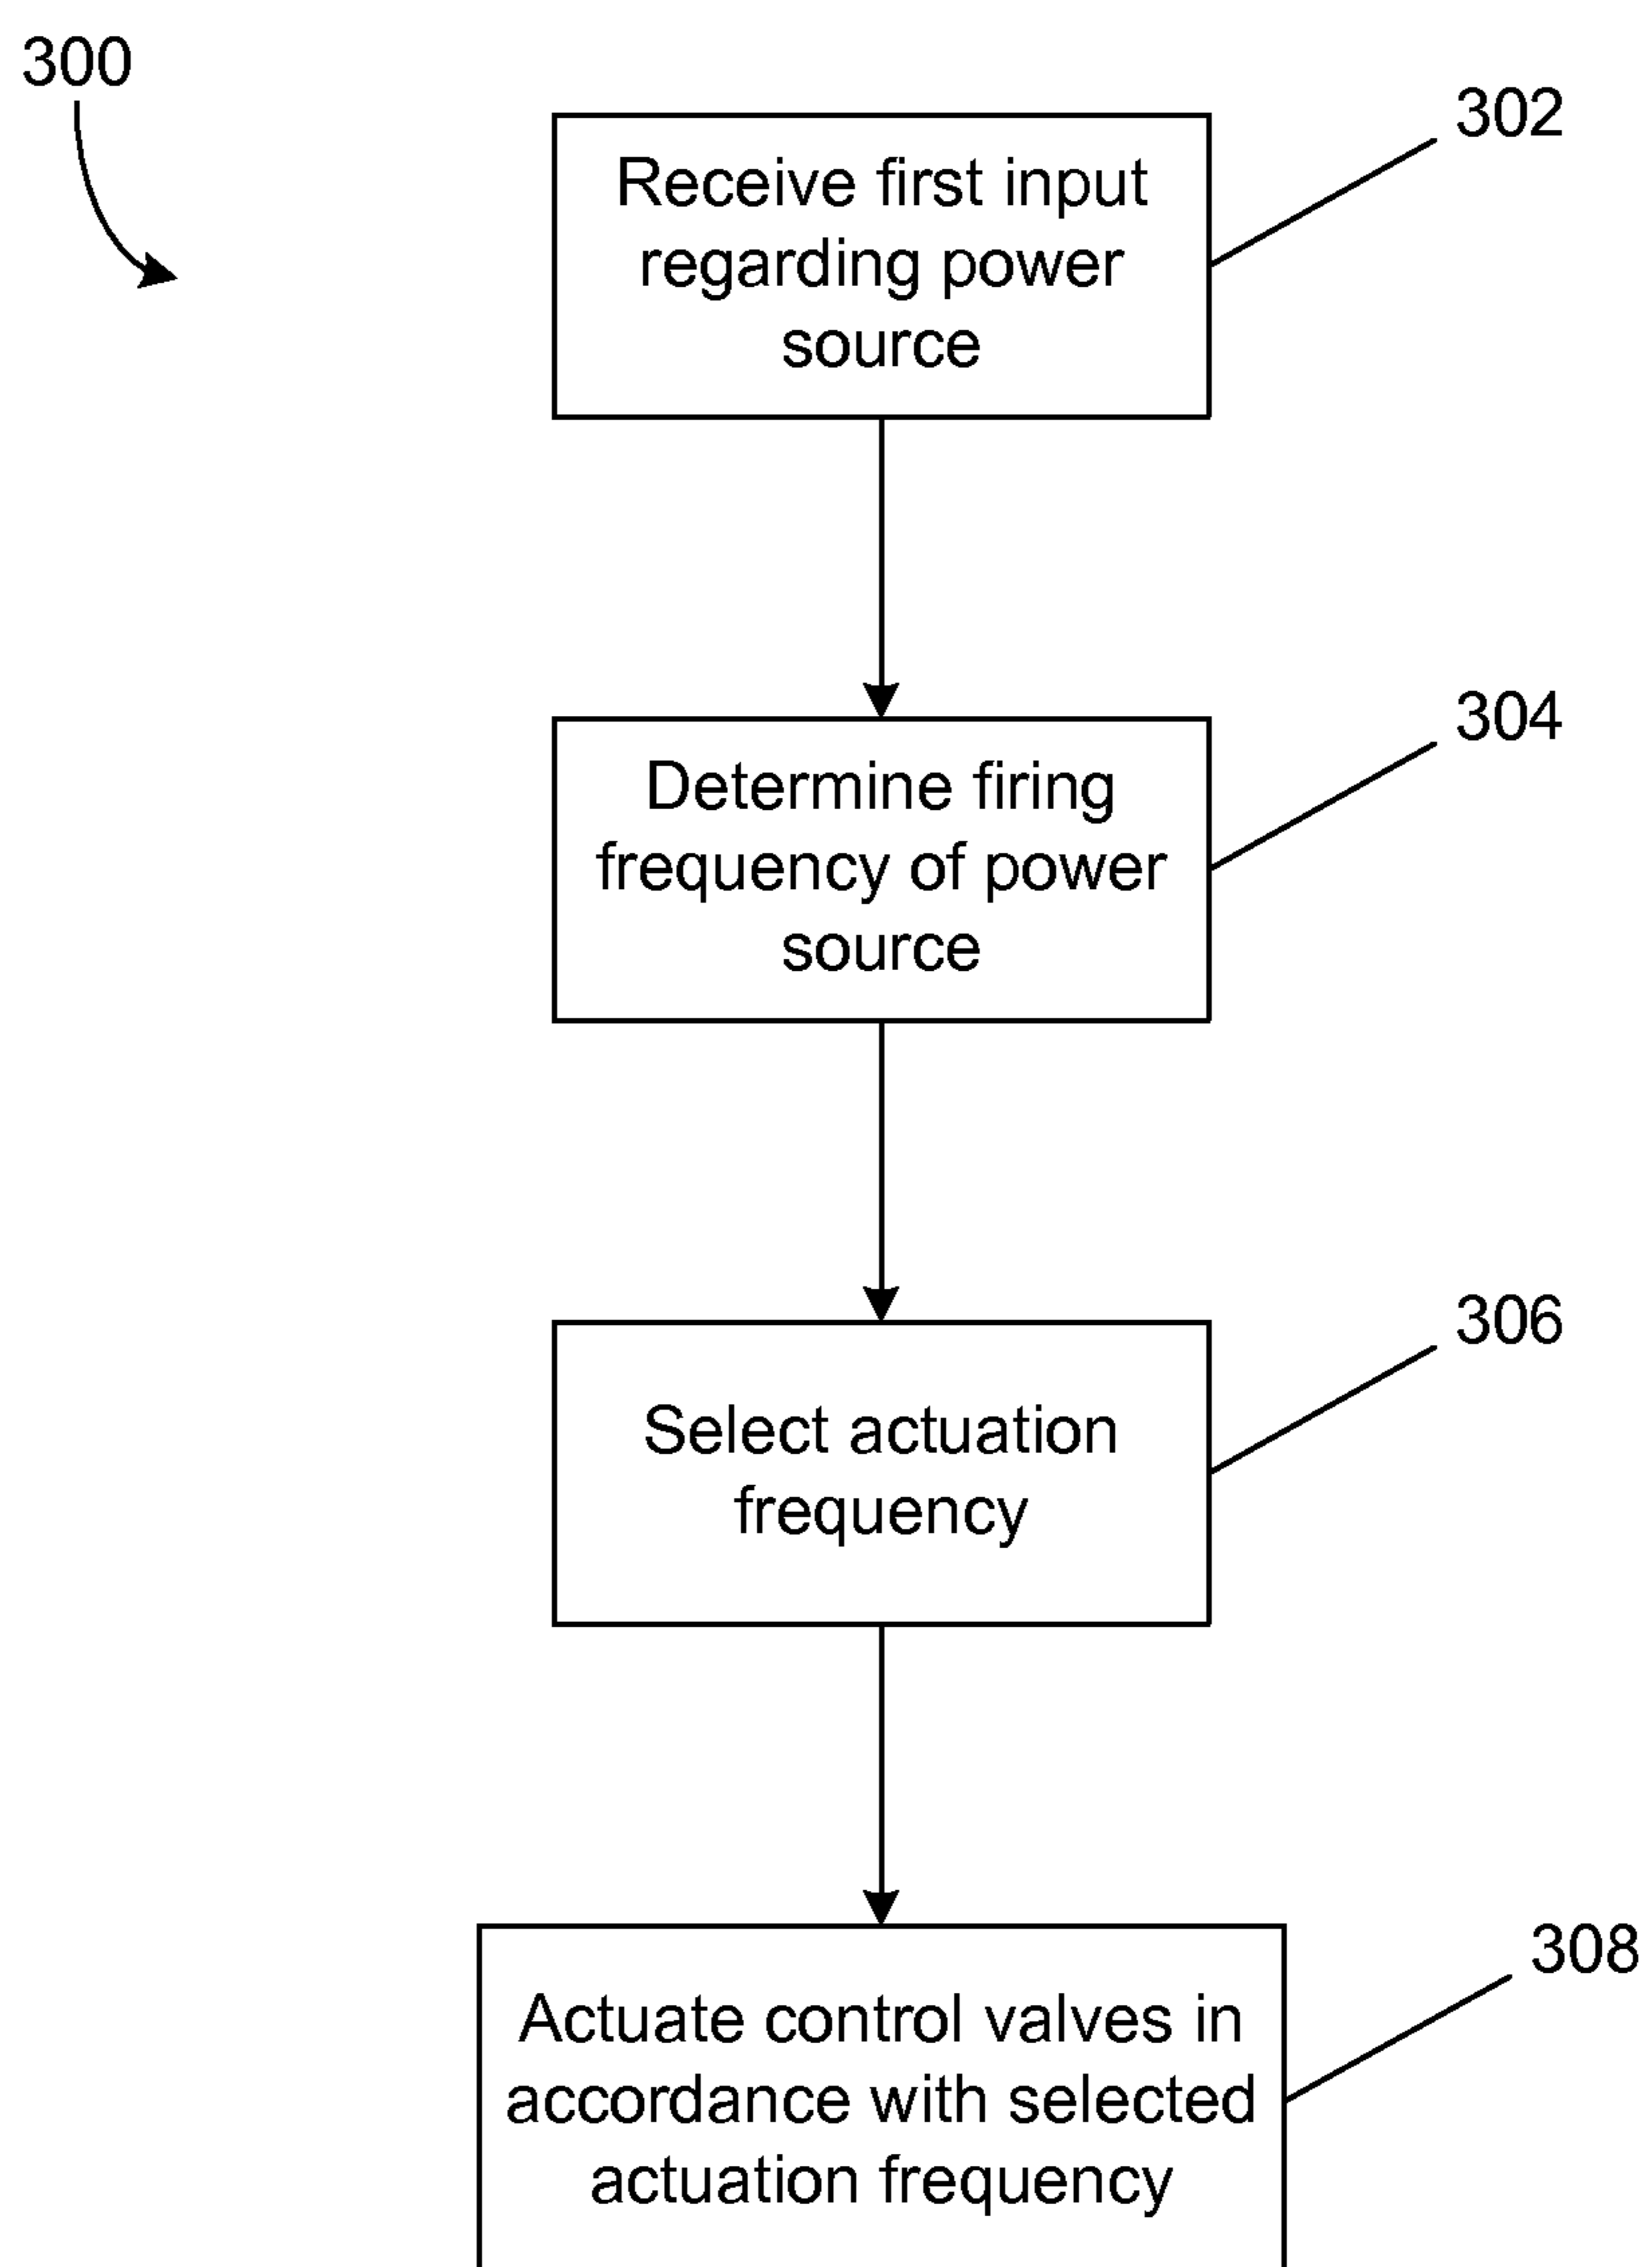 300
302
Receive first input
regarding power
source
304
Determine firing
frequency of power
source
306
Select actuation
frequency
308
Actuate control valves in
accordance with selected
actuation frequency